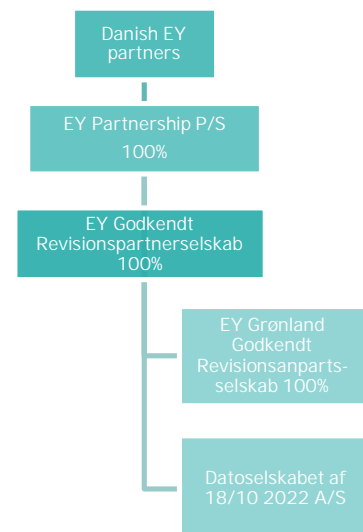 Danish EY
partners
EY Partnership P/S
100%
EY Godkendt
Revisionspartnerselskab
100%
EY Grønland
Godkendt
Revisionsanparts-
selskab 100%
Datoselskabet af
18/10 2022 A/S